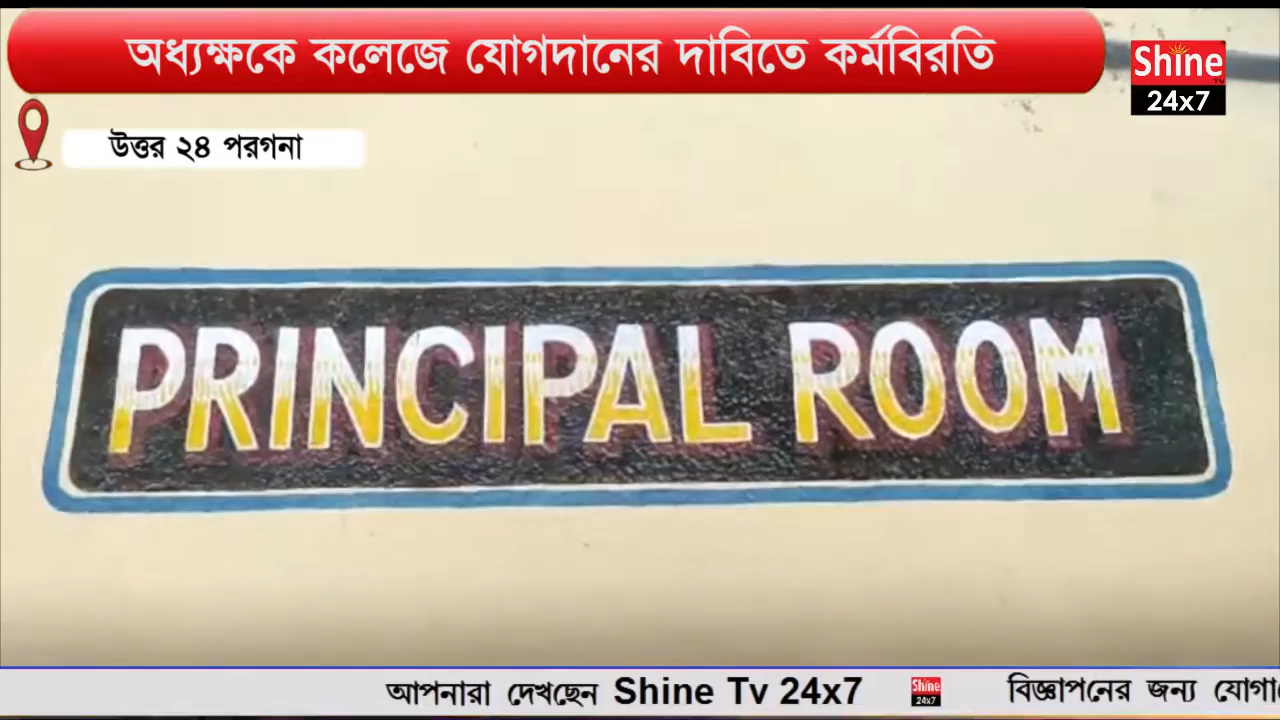 অধ্যক্ষকে কলেজে যোগদানের দাবিতে কর্মবিরতি
Shine
24x7
উত্তর ২৪ পরগনা
PRINCIPAL ROOM
আপনারা দেখছেন Shine Tv 24x7
Shine
24x7
বিজ্ঞাপনের জন্য